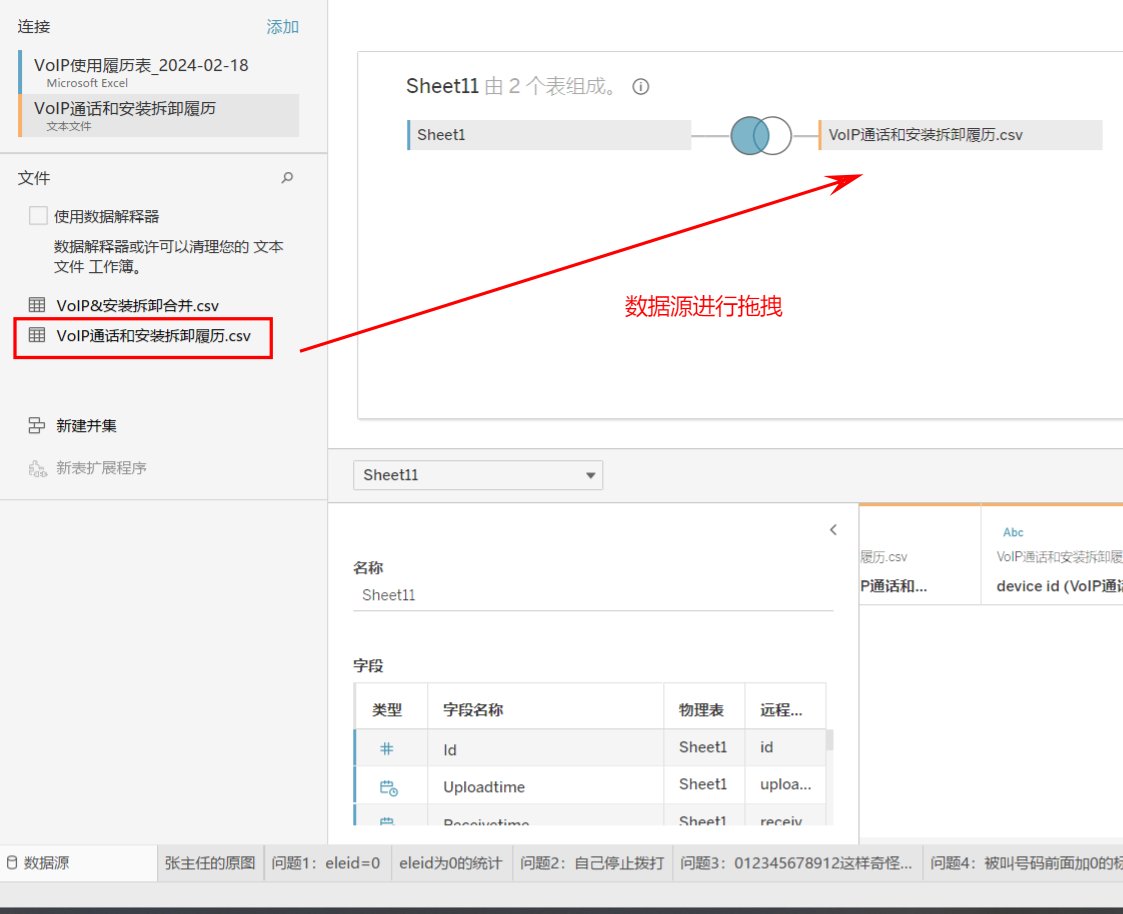 连接
添加
VoIP使用履历表_2024-02-18
Microsoft Excel
VoIP通话和安装拆卸履历
文本文件
文件
使用数据解释器
数据解释器或许可以清理您的 文本
文件 工作簿。
VoIP&安装拆卸合并.csv
VoIP通话和安装拆卸履历.csv
新建并集
新表扩展程序
Sheet11 由 2 个表组成。
Sheet1
VoIP通话和安装拆卸履历.csv
数据源进行拖拽
Sheet11
名称
Sheet11
字段
类型 字段名称 物理表 远程...
Id Sheet1 id
Uploadtime Sheet1 uploa...
Receivetime Sheet1 receiv
Abc
履历.csv VoIP通话和安装拆卸履
P通话和... device id (VoIP通话
数据源 张主任的原图 问题1：eleid=0 eleid为0的统计 问题2：自己停止拨打 问题3：012345678912这样奇怪... 问题4：被叫号码前面加0的标